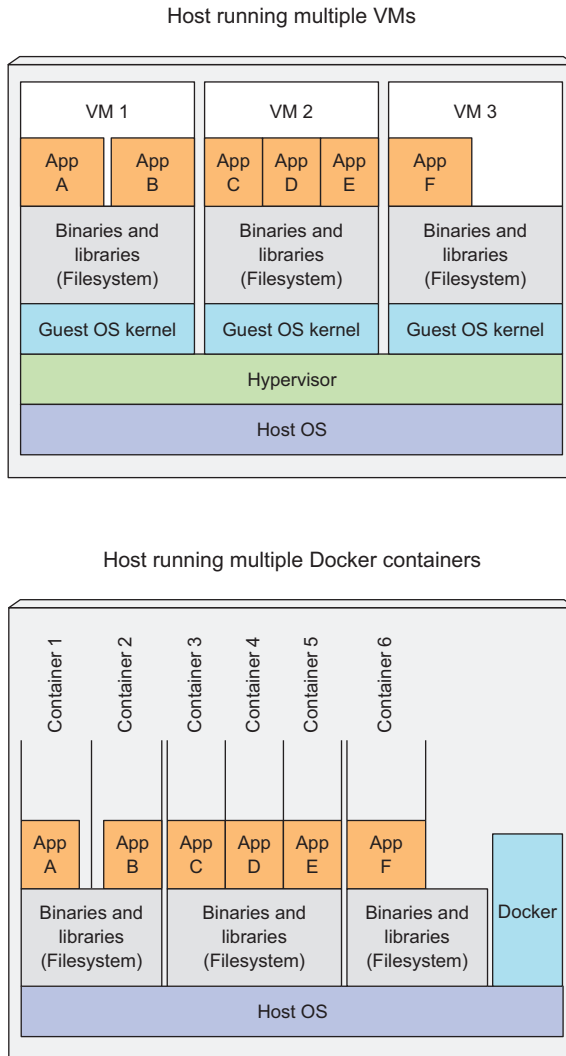 Host running multiple VMs
VM 1
VM 2
VM 3
App
A
App
B
App
C
App
D
App
E
App
F
Binaries and
libraries
(Filesystem)
Binaries and
libraries
(Filesystem)
Binaries and
libraries
(Filesystem)
Guest OS kernel
Guest OS kernel
Guest OS kernel
Hypervisor
Host OS
Host running multiple Docker containers
Container 1
Container 2
Container 3
Container 4
Container 5
Container 6
App
A
App
B
App
C
App
D
App
E
App
F
Binaries and
libraries
(Filesystem)
Binaries and
libraries
(Filesystem)
Binaries and
libraries
(Filesystem)
Docker
Host OS